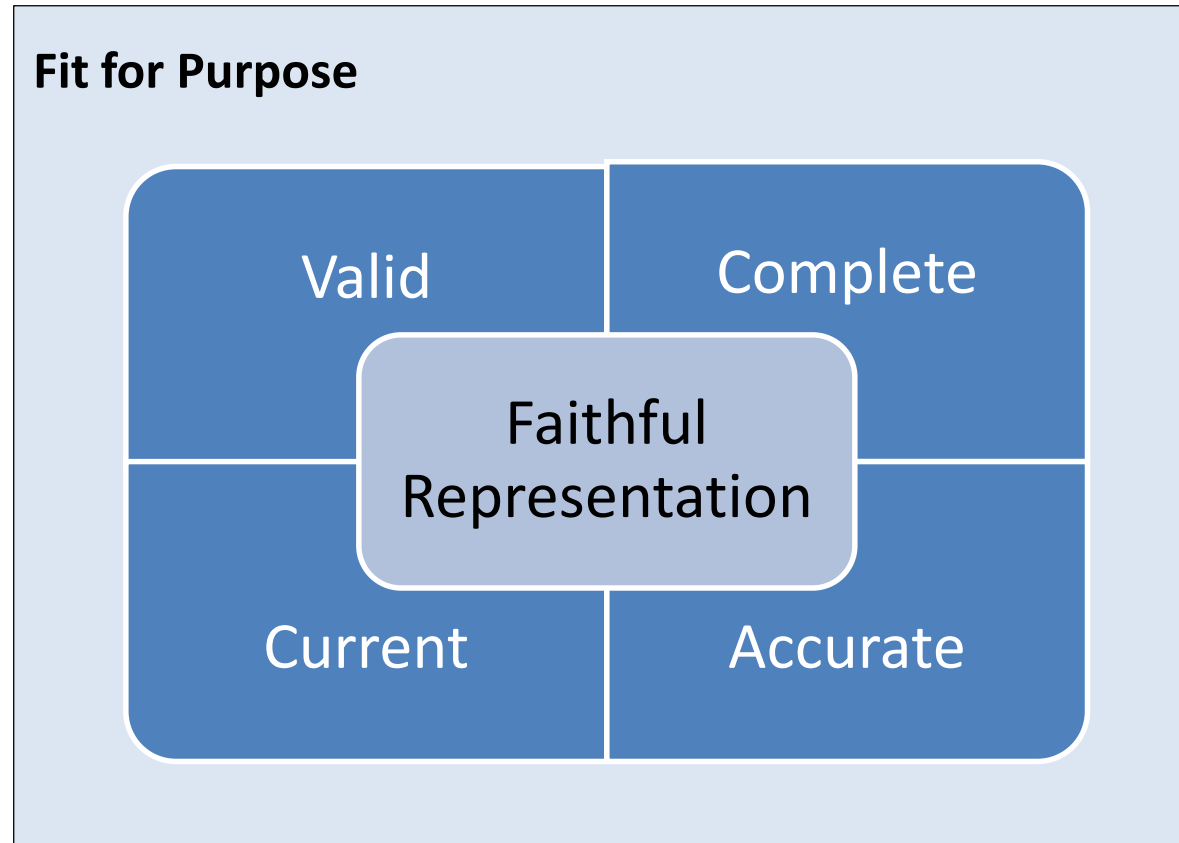 Fit for Purpose
Valid
Complete
Faithful
Representation
Current
Accurate